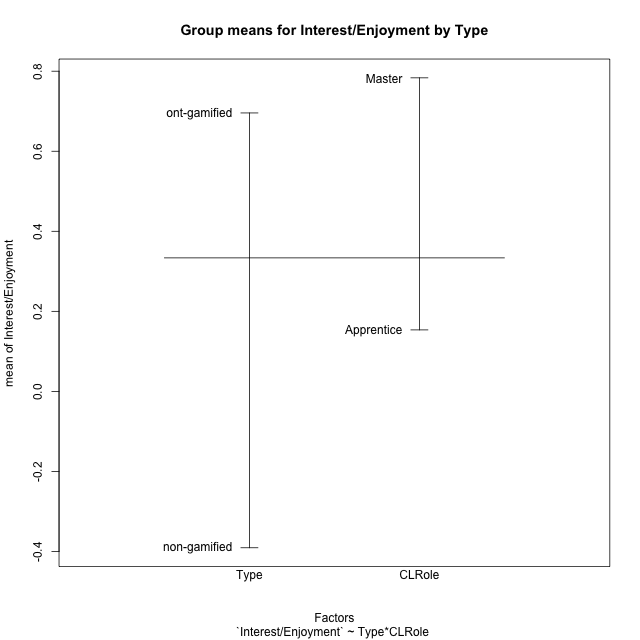 Group means for Interest/Enjoyment by Type
mean of Interest/Enjoyment
0.8
0.6
0.4
0.2
0.0
-0.2
-0.4
Master
ont-gamified
Apprentice
non-gamified
Type CLRole
Factors
`Interest/Enjoyment` ~ Type*CLRole